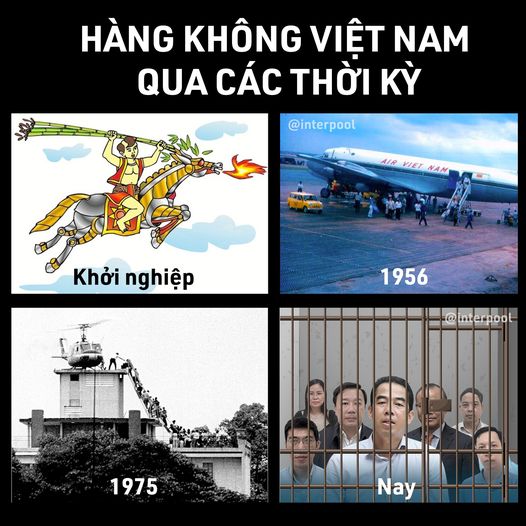 HÀNG KHÔNG VIỆT NAM
QUA CÁC THỜI KỲ
Khởi nghiệp
@interpool
AIR VIET NAM
1956
1975
@interpool
Nay